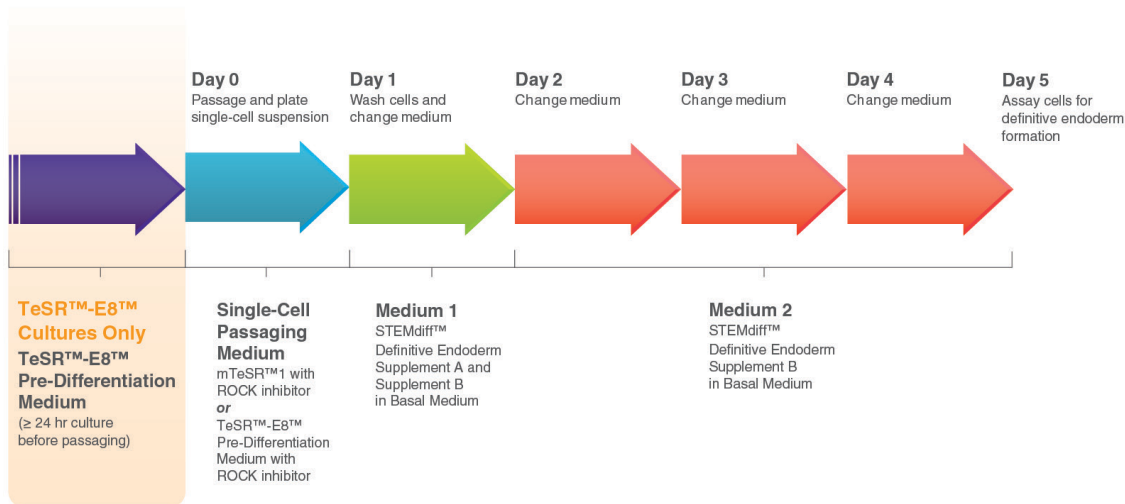 Day 0
Passage and plate
single-cell suspension
Day 1
Wash cells and
change medium
Day 2
Change medium
Day 3
Change medium
Day 4
Change medium
Day 5
Assay cells for
definitive endoderm
formation
TeSR™-E8™
Cultures Only
TeSR™-E8™
Pre-Differentiation
Medium
(≥ 24 hr culture
before passaging)
Single-Cell
Passaging
Medium
mTeSR™1 with
ROCK inhibitor
or
TeSR™-E8™
Pre-Differentiation
Medium with
ROCK inhibitor
Medium 1
STEMdiff™
Definitive Endoderm
Supplement A and
Supplement B
in Basal Medium
Medium 2
STEMdiff™
Definitive Endoderm
Supplement B
in Basal Medium